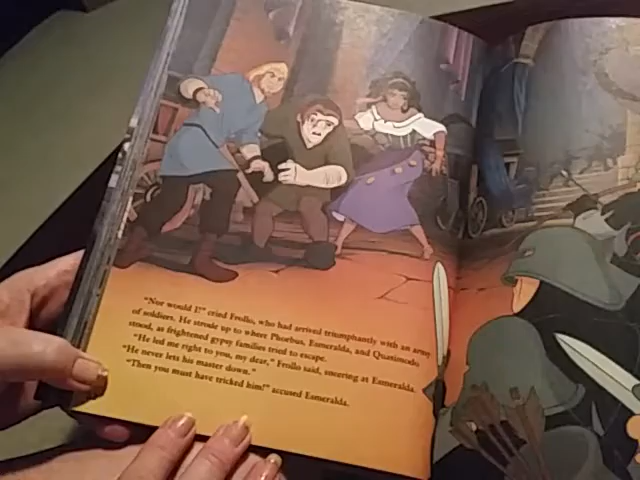 "Nor would I!" cried Frollo, who had arrived triumphantly with an army
of soldiers. He strode up to where Phoebus, Esmeralda, and Quasimodo
stood, as frightened gypsy families tried to escape.
"He led me right to you, my dear," Frollo said, sneering at Esmeralda.
"He never lets his master down."
"Then you must have tricked him!" accused Esmeralda.